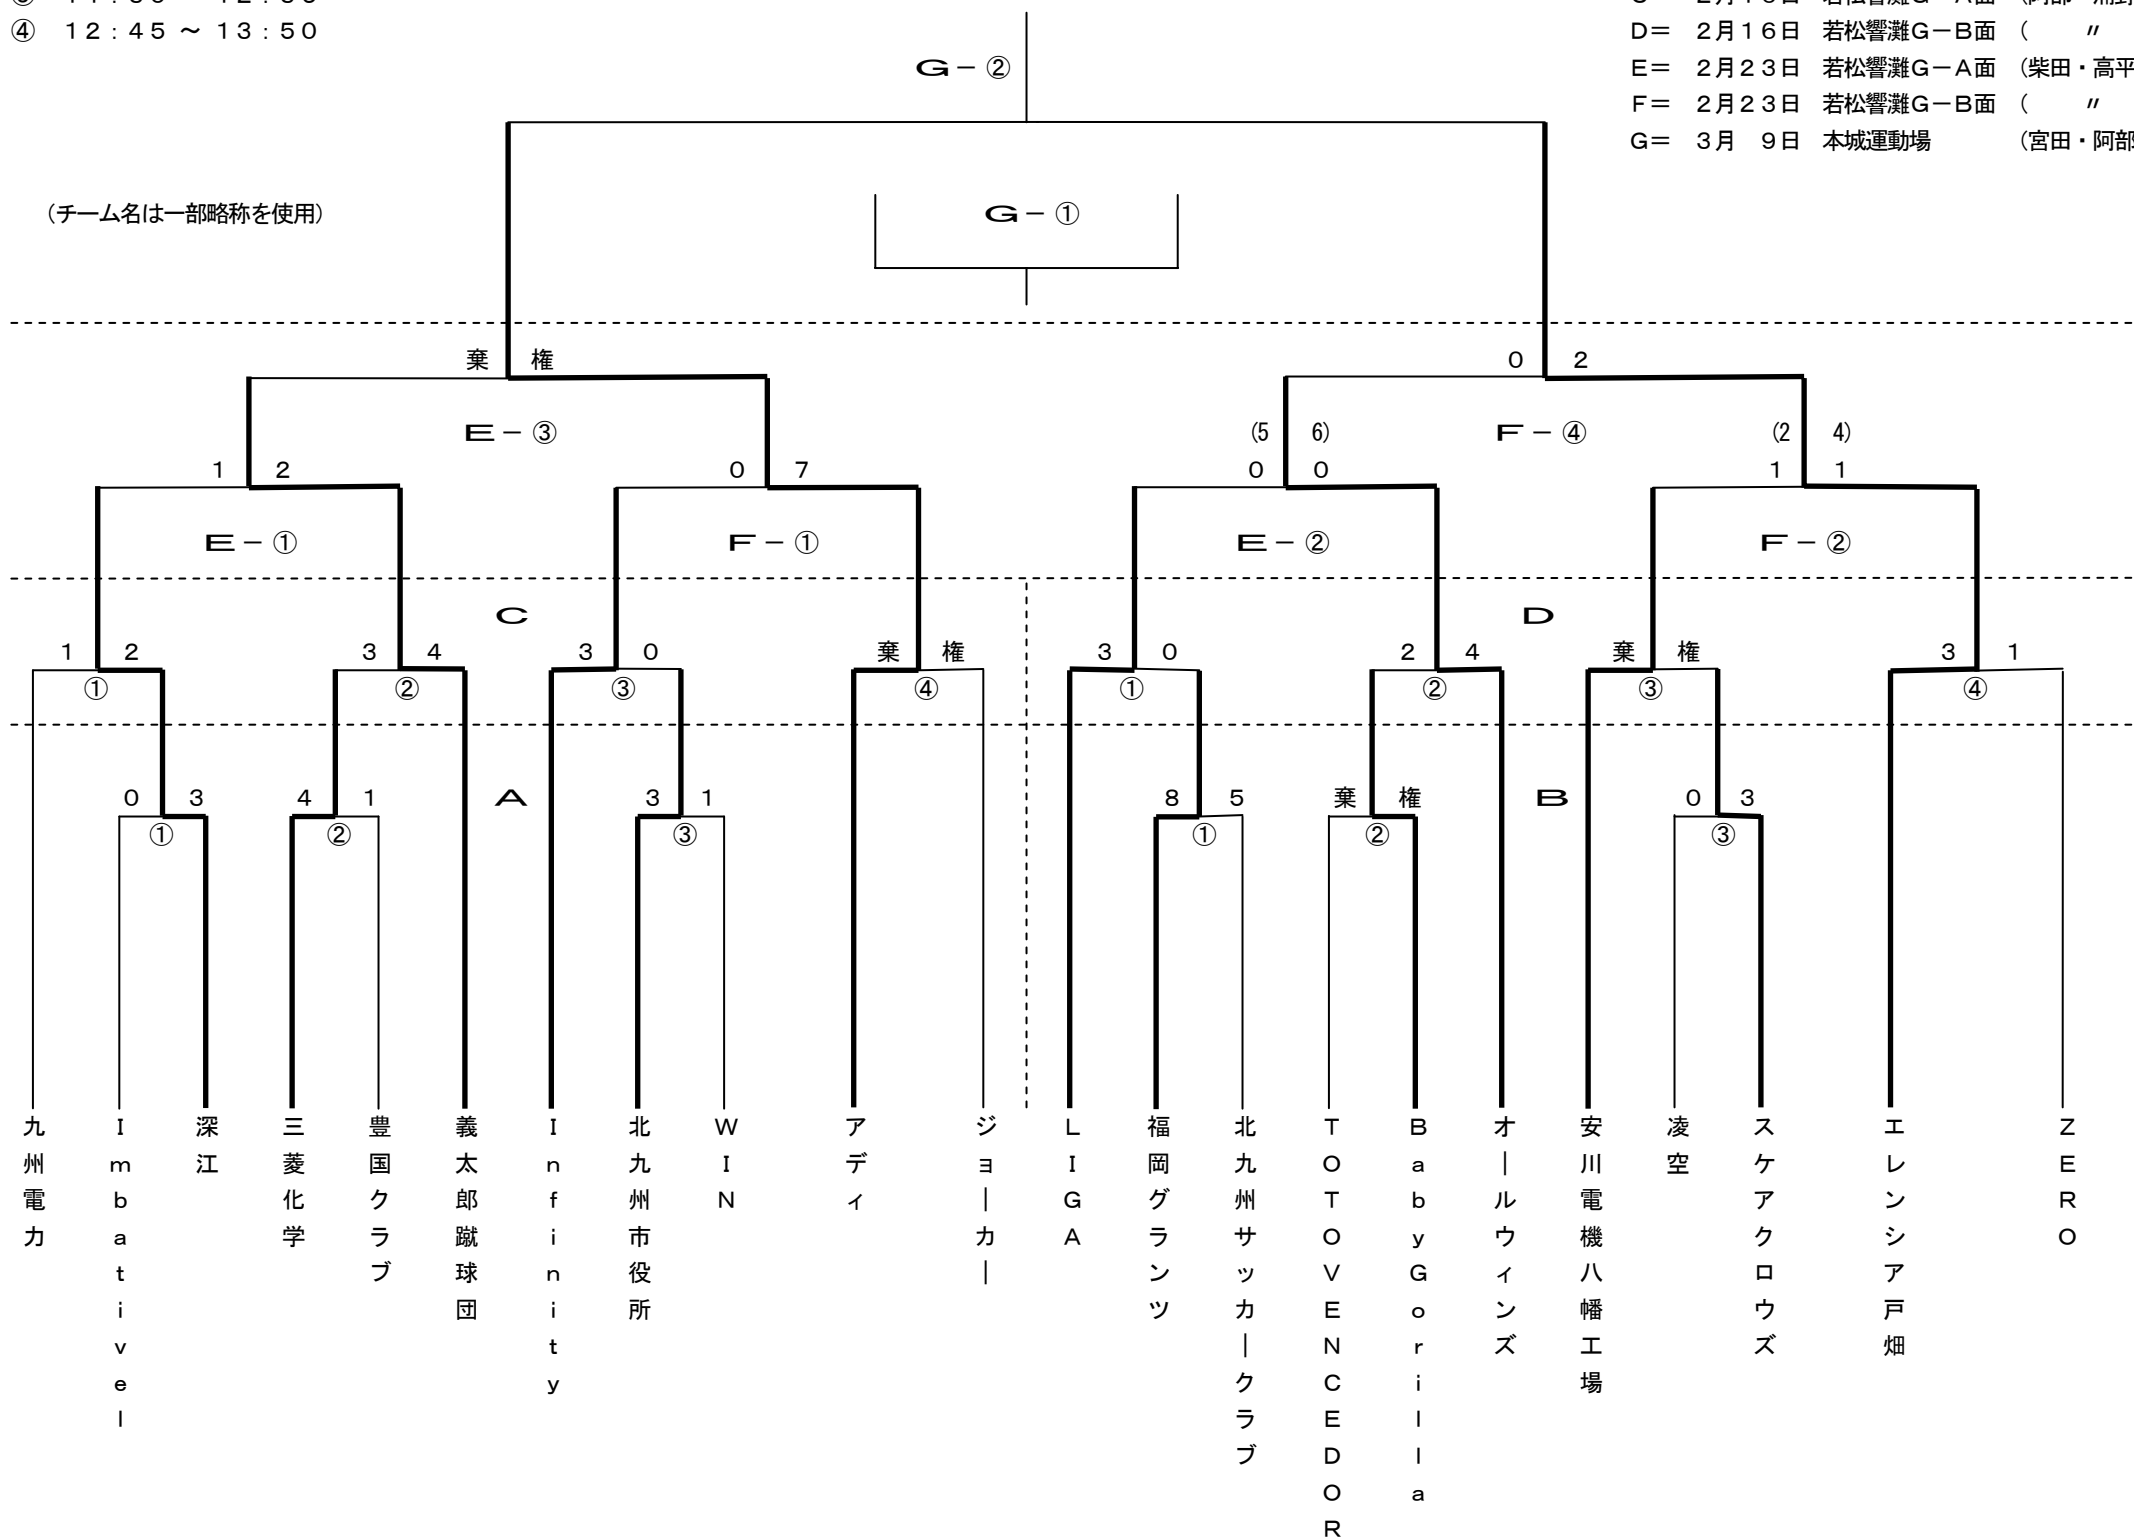 ④　１２：４５ ～ １３：５０
Ｄ＝　２月１６日　若松響灘Ｇ－Ｂ面　（　　〃
Ｅ＝　２月２３日　若松響灘Ｇ－Ａ面　（柴田・高平
Ｆ＝　２月２３日　若松響灘Ｇ－Ｂ面　（　　〃
Ｇ＝　３月　９日　本城運動場　（宮田・阿部
Ｇ－②
（チーム名は一部略称を使用）
Ｇ－①
棄　権
０　２
Ｅ－③
(5　6)
Ｆ－④
(2　4)
１　２
０　７
０　０
１　１
Ｅ－①
Ｆ－①
Ｅ－②
Ｆ－②
Ｃ
Ｄ
１　２
３　４
３　０
棄　権
３　０
２　４
棄　権
３　１
①
②
③
④
①
②
③
④
０　３
４　１
Ａ
３　１
８　５
棄　権
Ｂ
０　３
①
②
③
①
②
③
九州電力
Ｉｍｂａｔｉｖｅｌ
深江
三菱化学
豊国クラブ
義太郎蹴球団
Ｉｎｆｉｎｉｔｙ
北九州市役所
ＷＩＮ
アディ
ジョーカー
ＬＩＧＡ
福岡グランツ
北九州サッカークラブ
ＴＯＴＯＶＥＮＣＥＤＯＲ
ＢａｂｙＧｏｒｉｌｌａ
オールウィンズ
安川電機八幡工場
凌空
スケアクロウズ
エレンシア戸畑
ＺＥＲＯ